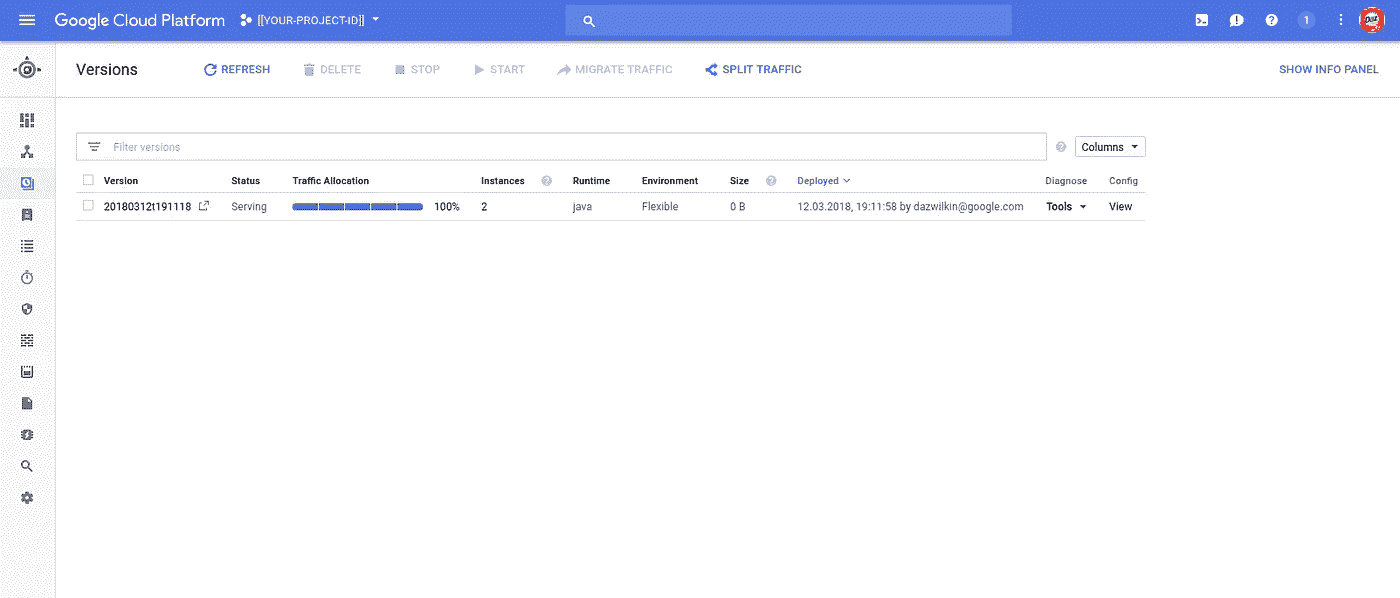 Google Cloud Platform [[YOUR-PROJECT-ID]] 1
Versions REFRESH DELETE STOP START MIGRATE TRAFFIC SPLIT TRAFFIC SHOW INFO PANEL
Filter versions Columns
Version Status Traffic Allocation Instances Runtime Environment Size Deployed Diagnose Config
20180312t191118 Serving 100% 2 java Flexible 0 B 12.03.2018, 19:11:58 by dazwilkin@google.com Tools View